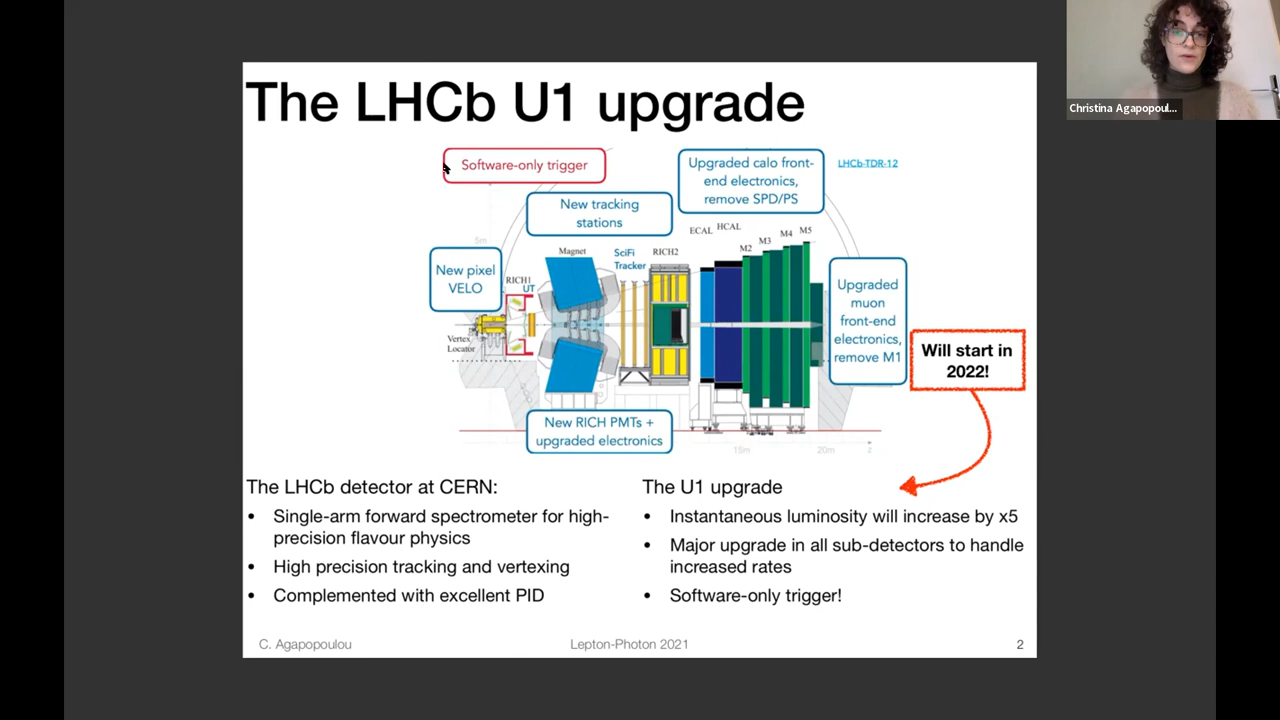 Christina Agapopoul...
The LHCb U1 upgrade
Software-only trigger
Upgraded calo front-
end electronics,
remove SPD/PS
LHCb-TDR-12
New tracking
stations
5m
ECAL
HCAL
M2
M3
M4
M5
Magnet
SciFi
Tracker
RICH2
New pixel
VELO
RICH1
UT
Upgraded
muon
front-end
electronics,
remove M1
Vertex
Locator
Will start in
2022!
New RICH PMTs +
upgraded electronics
15m
20m
z
The LHCb detector at CERN:
• Single-arm forward spectrometer for high-
precision flavour physics
• High precision tracking and vertexing
• Complemented with excellent PID
The U1 upgrade
• Instantaneous luminosity will increase by x5
• Major upgrade in all sub-detectors to handle
increased rates
• Software-only trigger!
C. Agapopoulou
Lepton-Photon 2021
2